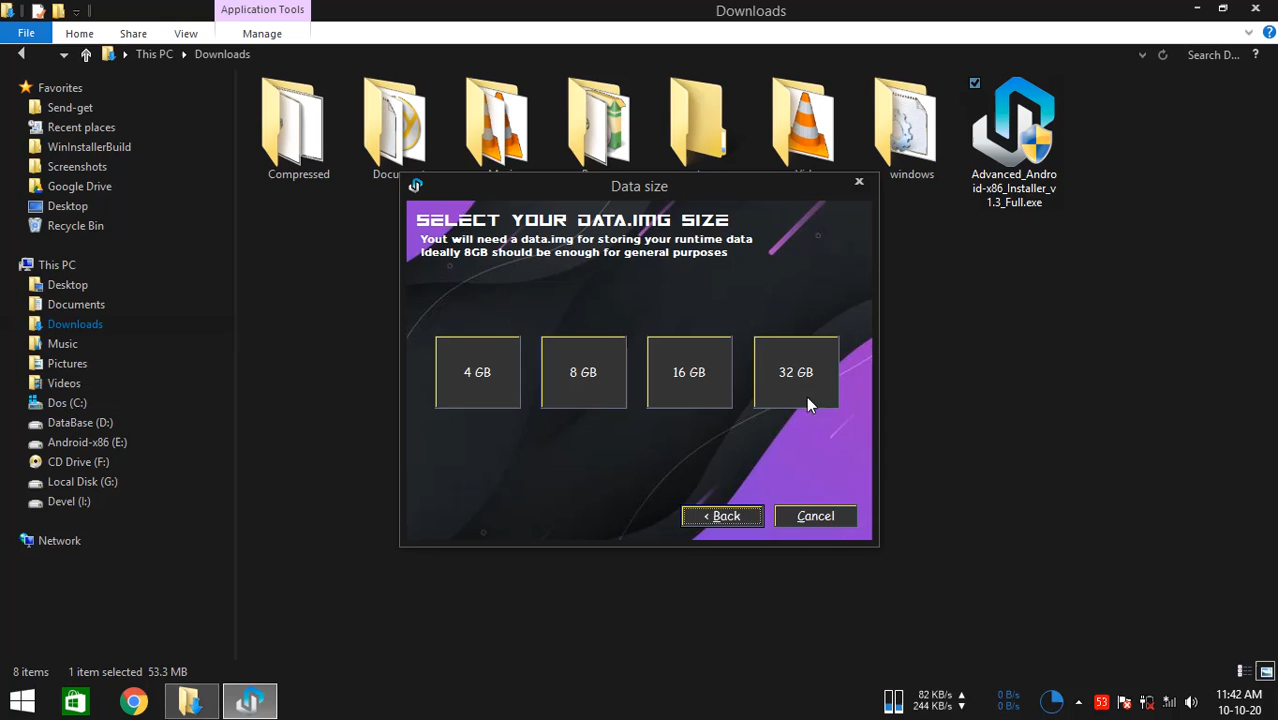 Application Tools
Downloads
File
Home
Share
View
Manage
This PC
Downloads
Search D...
Favorites
Send-get
Recent places
WinInstallerBuild
Screenshots
Google Drive
Desktop
Recycle Bin
This PC
Desktop
Documents
Downloads
Music
Pictures
Videos
Dos (C:)
DataBase (D:)
Android-x86 (E:)
CD Drive (F:)
Local Disk (G:)
Devel (I:)
Network
Compressed
windows
Advanced_Andro
id-x86_Installer_v
1.3_Full.exe
Data size
SELECT YOUR DATA.IMG SIZE
Yout will need a data.img for storing your runtime data
Ideally 8GB should be enough for general purposes
4 GB
8 GB
16 GB
32 GB
< Back
Cancel
8 items
1 item selected 53.3 MB
82 KB/s
244 KB/s
0 B/s
0 B/s
53
11:42 AM
10-10-20